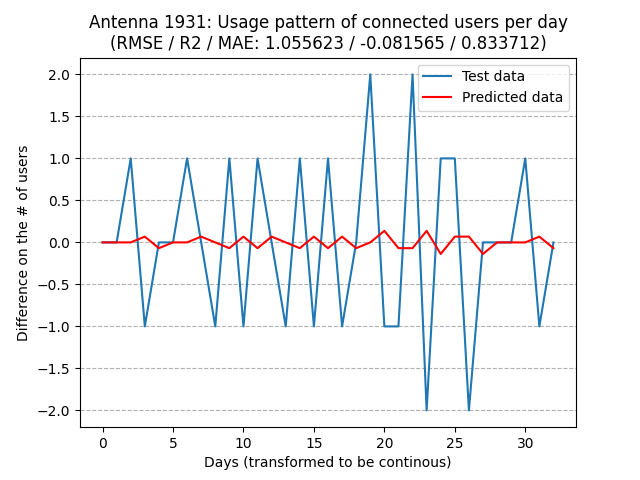 Antenna 1931: Usage pattern of connected users per day
(RMSE / R2 / MAE: 1.055623 / -0.081565 / 0.833712)
Test data
Predicted data
Difference on the # of users
2.0
1.5
1.0
0.5
0.0
−0.5
−1.0
−1.5
−2.0
0 5 10 15 20 25 30
Days (transformed to be continous)